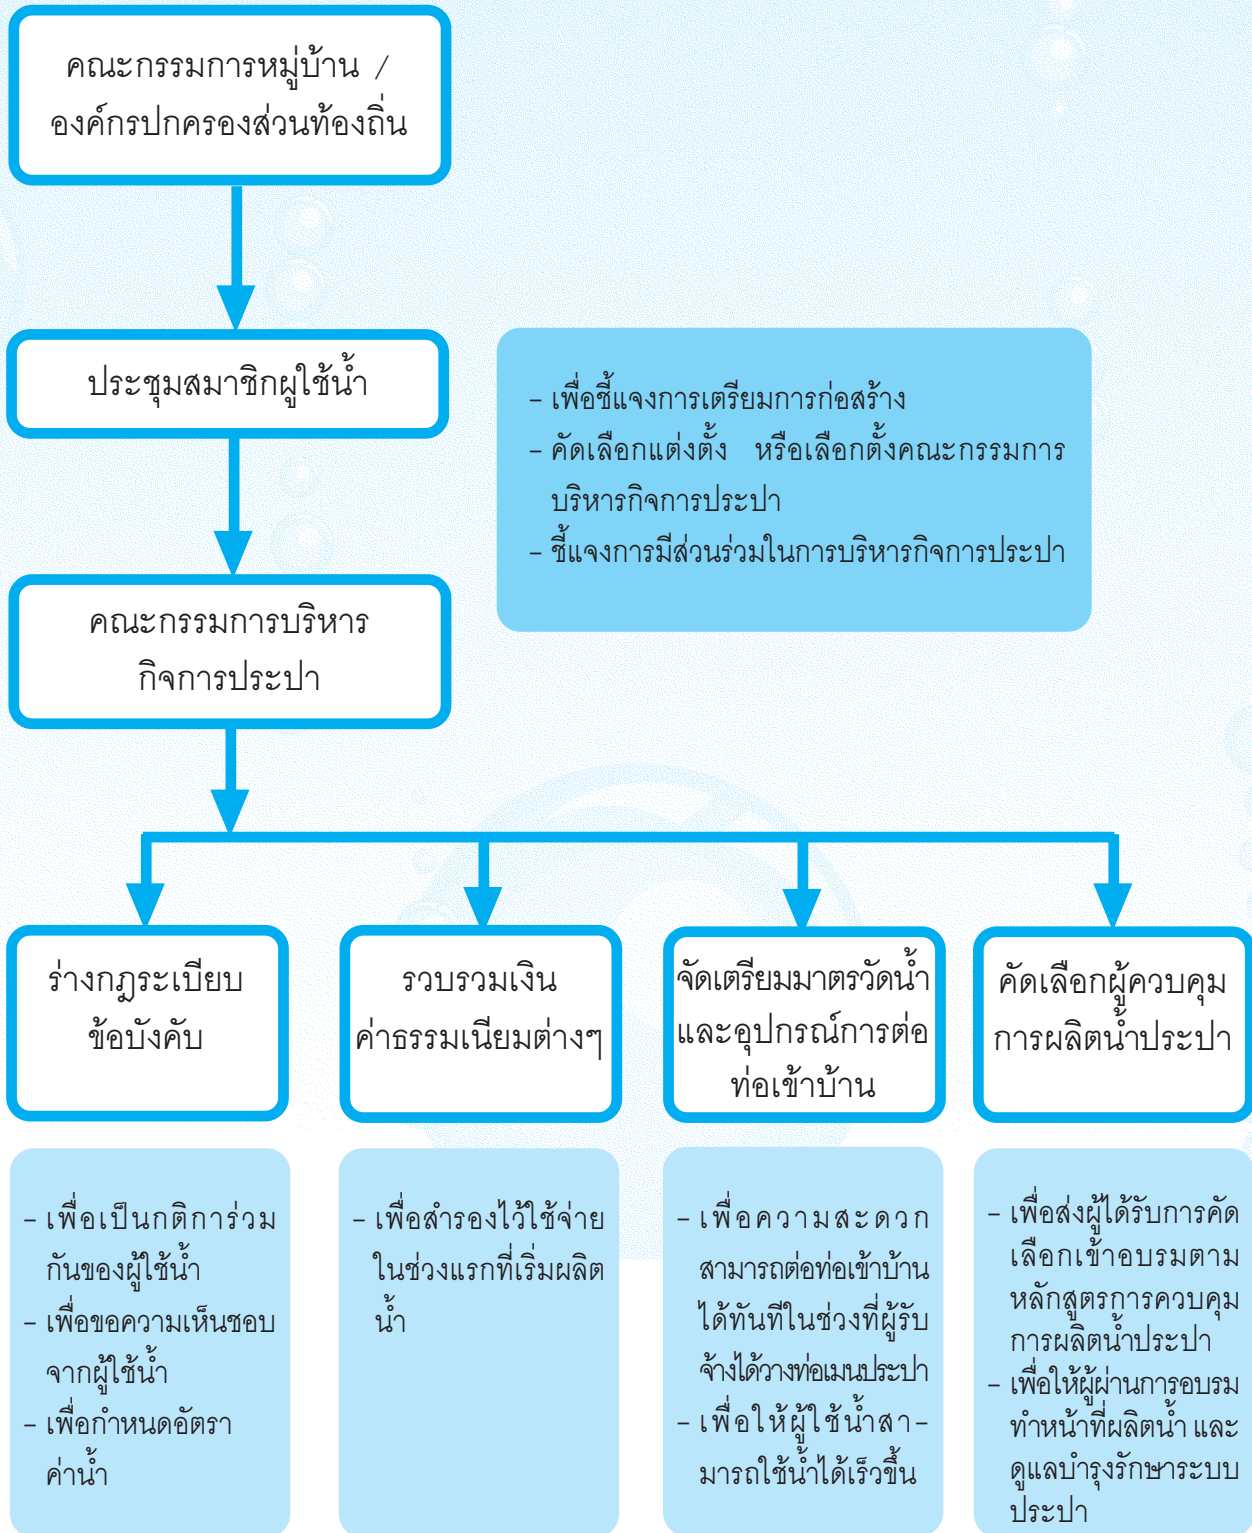 คณะกรรมการหมู่บ้าน /
องค์กรปกครองส่วนท้องถิ่น
ประชุมสมาชิกผู้ใช้น้ำ
- เพื่อชี้แจงการเตรียมการก่อสร้าง
- คัดเลือกแต่งตั้ง หรือเลือกตั้งคณะกรรมการ
บริหารกิจการประปา
- ชี้แจงการมีส่วนร่วมในการบริหารกิจการประปา
คณะกรรมการบริหาร
กิจการประปา
ร่างกฎระเบียบ
ข้อบังคับ
รวบรวมเงิน
ค่าธรรมเนียมต่างๆ
จัดเตรียมมาตรวัดน้ำ
และอุปกรณ์การต่อ
ท่อเข้าบ้าน
คัดเลือกผู้ควบคุม
การผลิตน้ำประปา
- เพื่อเป็นกติการ่วม
กันของผู้ใช้น้ำ
- เพื่อขอความเห็นชอบ
จากผู้ใช้น้ำ
- เพื่อกำหนดอัตรา
ค่าน้ำ
- เพื่อสำรองไว้ใช้จ่าย
ในช่วงแรกที่เริ่มผลิต
น้ำ
- เพื่อความสะดวก
สามารถต่อท่อเข้าบ้าน
ได้ทันทีในช่วงที่ผู้รับ
จ้างได้วางท่อเมนประปา
- เพื่อให้ผู้ใช้น้ำสา-
มารถใช้น้ำได้เร็วขึ้น
- เพื่อส่งผู้ได้รับการคัด
เลือกเข้าอบรมตาม
หลักสูตรการควบคุม
การผลิตน้ำประปา
- เพื่อให้ผู้ผ่านการอบรม
ทำหน้าที่ผลิตน้ำ และ
ดูแลบำรุงรักษาระบบ
ประปา